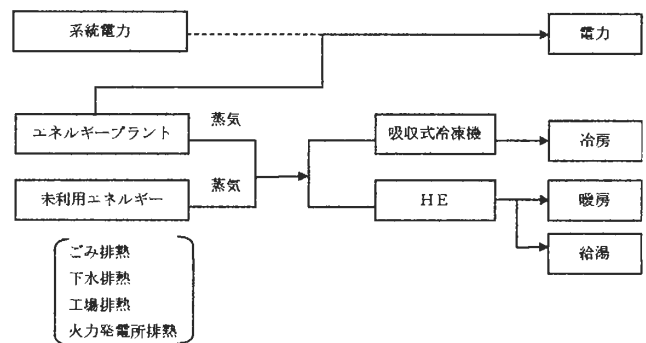 系統電力
電力
エネルギープラント
蒸気
吸収式冷凍機
冷房
未利用エネルギー
蒸気
HE
暖房
給湯
ごみ排熱
下水排熱
工場排熱
火力発電所排熱